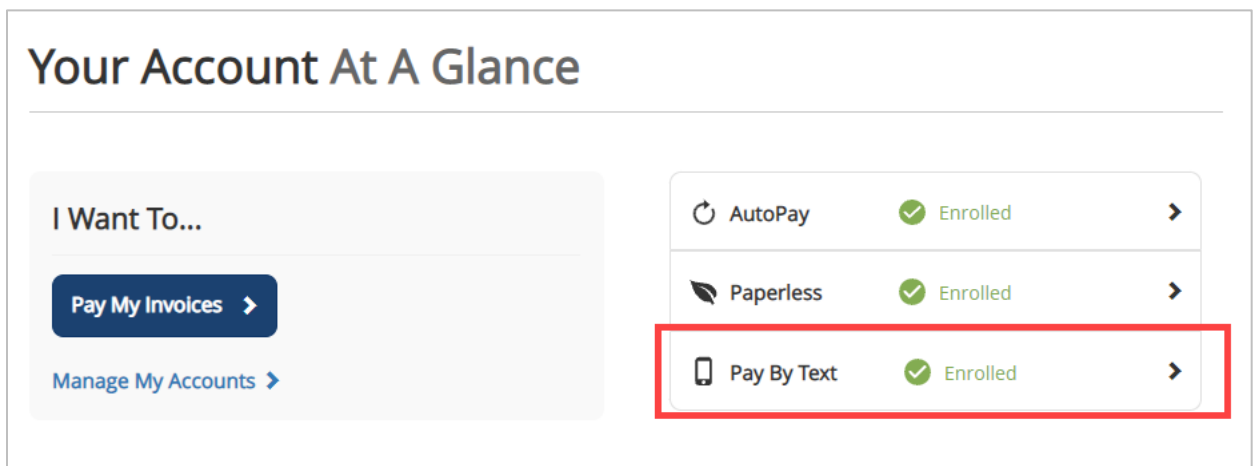 Your Account At A Glance
I Want To...
Pay My Invoices
Manage My Accounts
AutoPay Enrolled
Paperless Enrolled
Pay By Text Enrolled